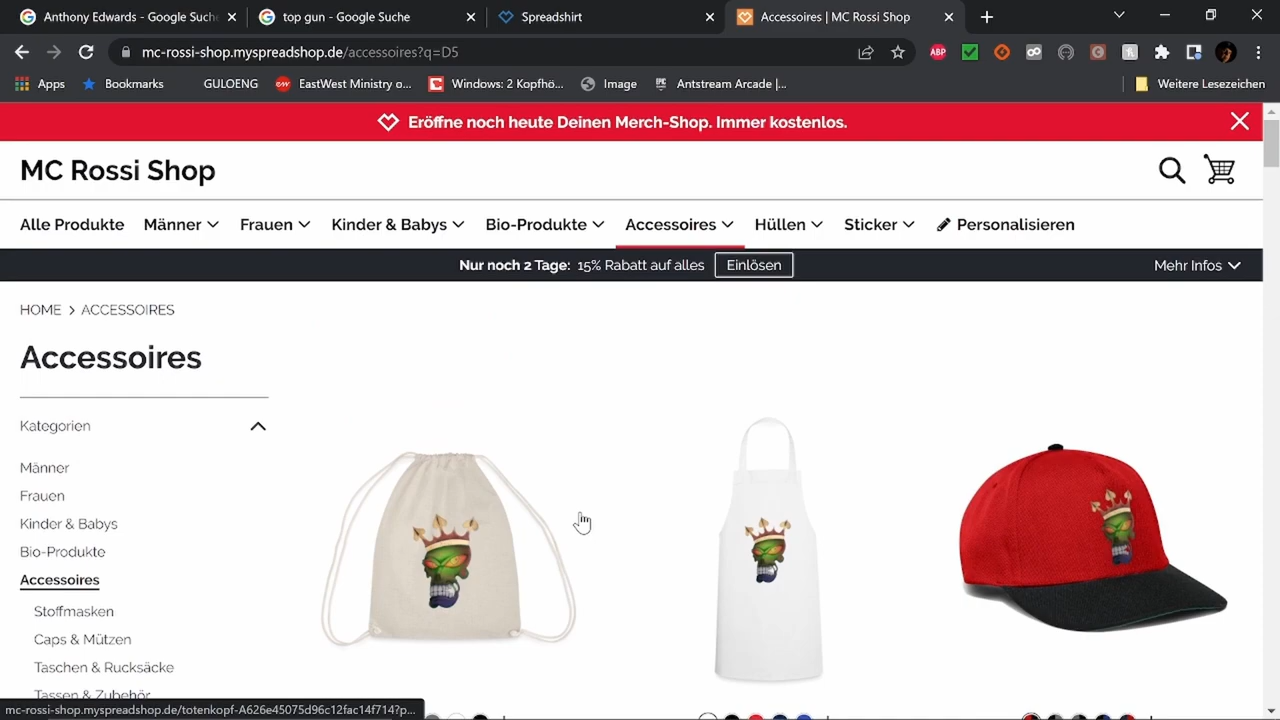 Anthony Edwards - Google Suche
top gun - Google Suche
Spreadshirt
Accessoires | MC Rossi Shop
mc-rossi-shop.myspreadshop.de/accessoires?q=D5
ABP
Apps
Bookmarks
GULOENG
EastWest Ministry o...
Windows: 2 Kopfhö...
Image
Antstream Arcade |...
Weitere Lesezeichen
Eröffne noch heute Deinen Merch-Shop. Immer kostenlos.
MC Rossi Shop
Alle Produkte
Männer
Frauen
Kinder & Babys
Bio-Produkte
Accessoires
Hüllen
Sticker
Personalisieren
Nur noch 2 Tage: 15% Rabatt auf alles
Einlösen
Mehr Infos
HOME > ACCESSOIRES
Accessoires
Kategorien
Männer
Frauen
Kinder & Babys
Bio-Produkte
Accessoires
Stoffmasken
Caps & Mützen
Taschen & Rucksäcke
Tassen & Zubehör
mc-rossi-shop.myspreadshop.de/totenkopf-A626e45075d96c12fac14f714?p...